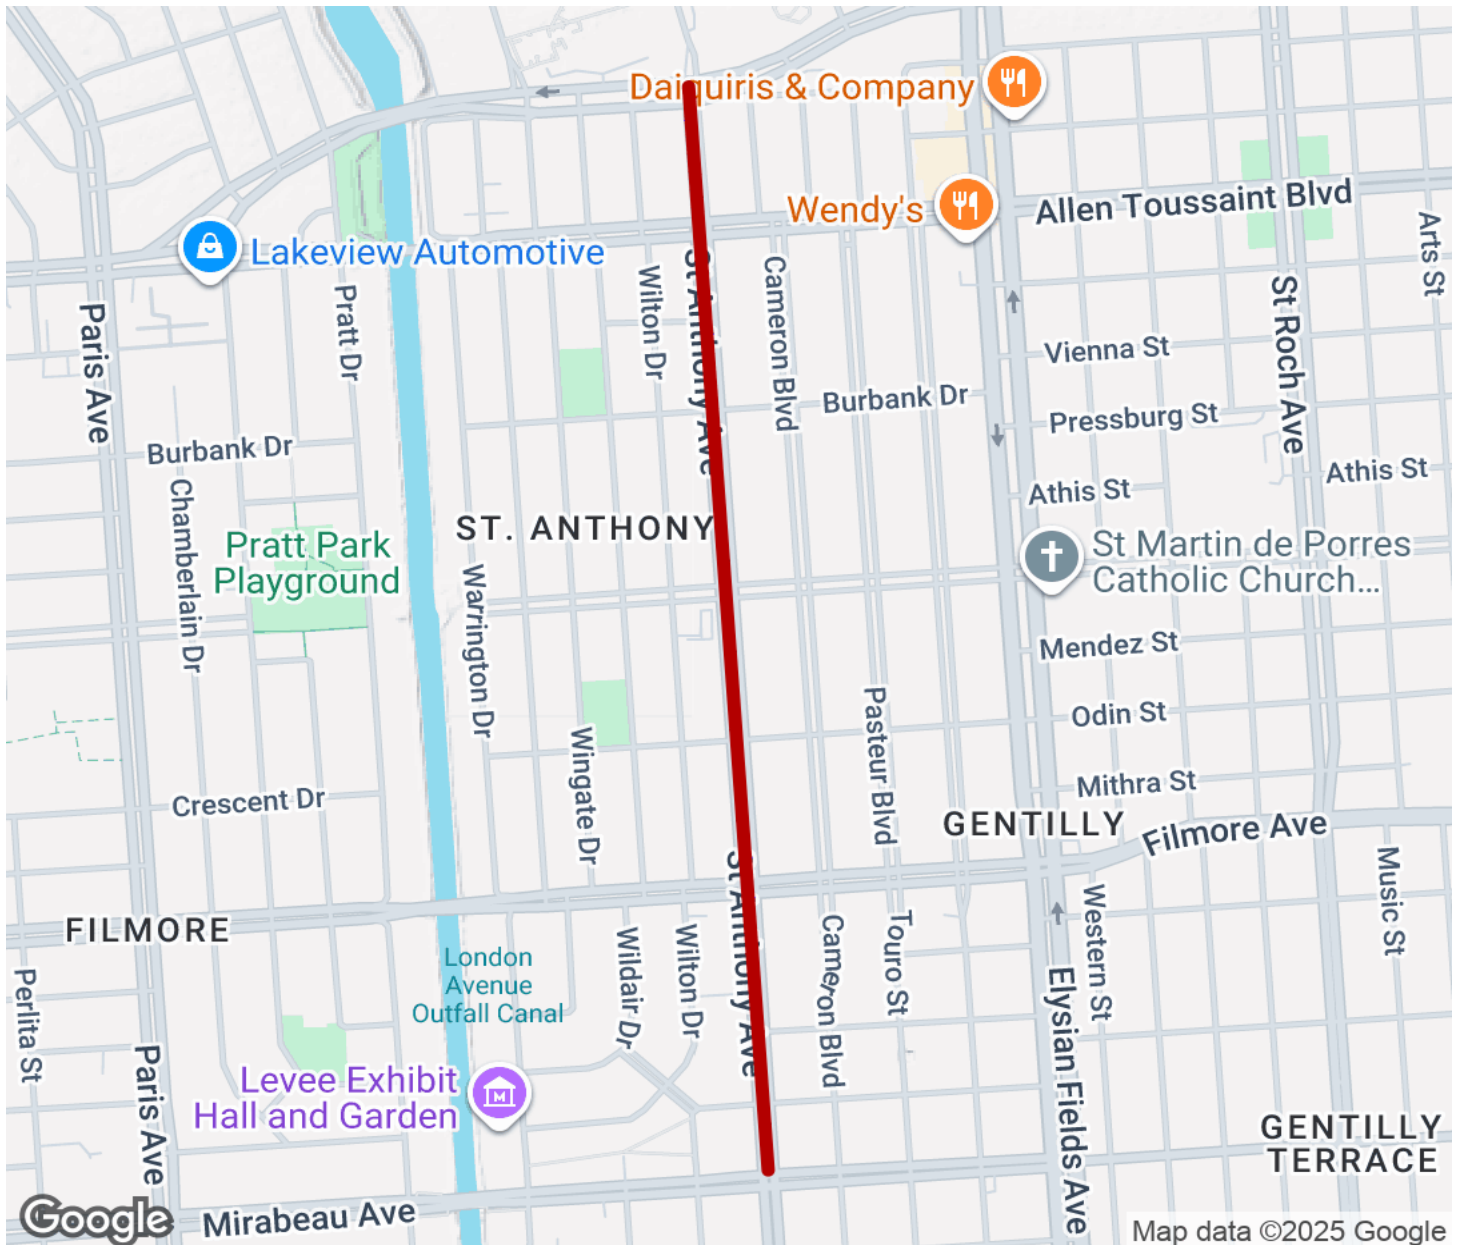 Daiquiris & Company
Wendy's
Allen Toussaint Blvd
Lakeview Automotive
Arts St
Paris Ave
Pratt Dr
Wilton Dr
St Anthony Ave
Cameron Blvd
St Roch Ave
Vienna St
Burbank Dr
Pressburg St
Burbank Dr
Athis St
Athis St
Chamberlain Dr
ST. ANTHONY
Pratt Park
Playground
St Martin de Porres
Catholic Church...
Warrington Dr
Mendez St
Odin St
Pasteur Blvd
Wingate Dr
Mithra St
Crescent Dr
GENTILLY
Filmore Ave
St Anthony Ave
Music St
Western St
FILMORE
Wildair Dr
Wilton Dr
Cameron Blvd
Touro St
London
Avenue
Outfall Canal
Perlita St
Elysian Fields Ave
Paris Ave
Levee Exhibit
Hall and Garden
GENTILLY
TERRACE
Mirabeau Ave
Google
Map data ©2025 Google